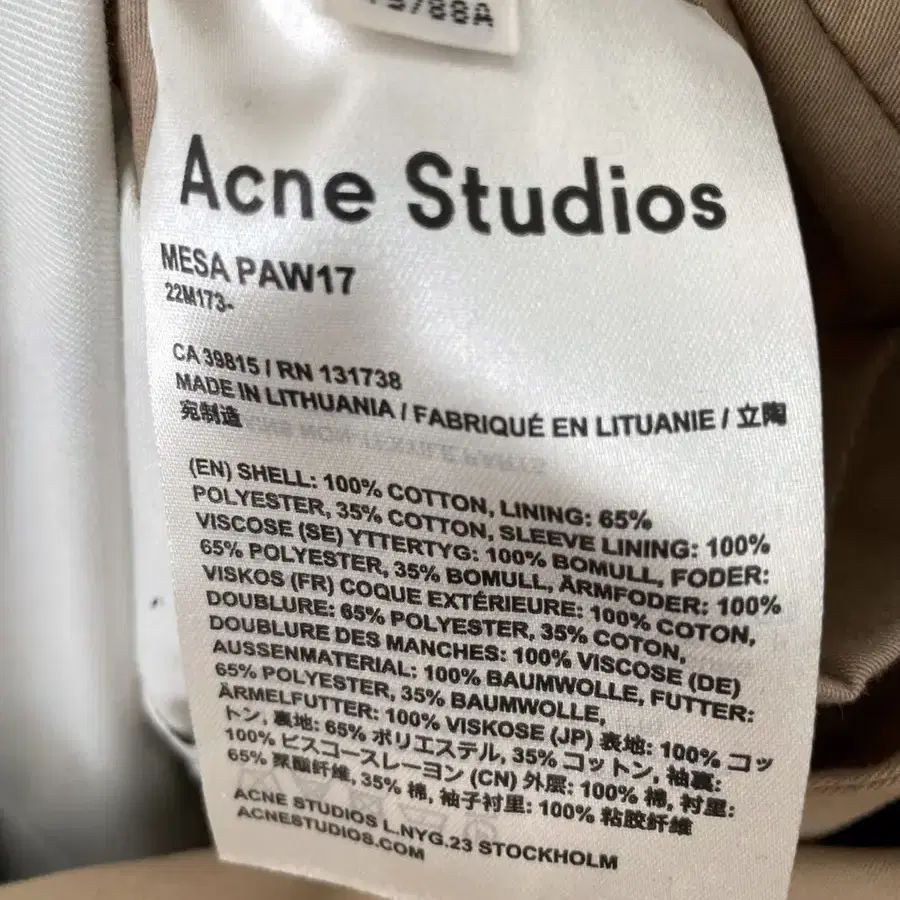 Acne Studios
MESA PAW17
22M173-
CA 39815 / RN 131738
MADE IN LITHUANIA / FABRIQUÉ EN LITUANIE / 立陶
宛制造
(EN) SHELL: 100% COTTON, LINING: 65%
POLYESTER, 35% COTTON, SLEEVE LINING: 100%
VISCOSE (SE) YTTERTYG: 100% BOMULL, FODER:
65% POLYESTER, 35% BOMULL, ÄRMFODER: 100%
VISKOS (FR) COQUE EXTÉRIEURE: 100% COTON,
DOUBLURE: 65% POLYESTER, 35% COTON,
DOUBLURE DES MANCHES: 100% VISCOSE (DE)
AUSSENMATERIAL: 100% BAUMWOLLE, FUTTER:
65% POLYESTER, 35% BAUMWOLLE,
ÄRMELFUTTER: 100% VISKOSE (JP) 表地: 100% コッ
トン, 裏地: 65% ポリエステル, 35% コットン, 袖裏:
100% ビスコースレーヨン (CN) 外层: 100% 棉, 衬里:
65% 聚酯纤维, 35% 棉, 袖子衬里: 100% 粘胶纤维
ACNE STUDIOS L.NYG.23 STOCKHOLM
ACNESTUDIOS.COM